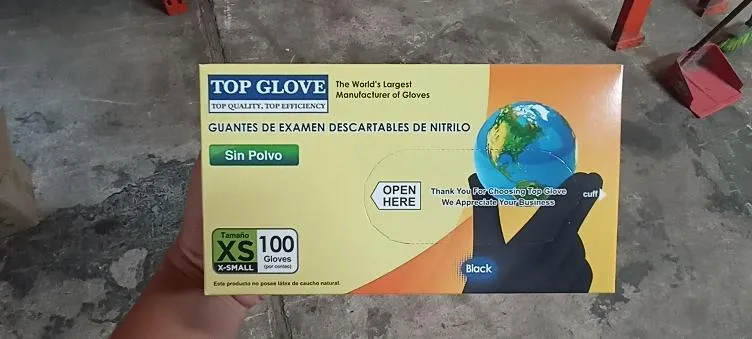 TOP GLOVE
TOP QUALITY, TOP EFFICIENCY
The World's Largest
Manufacturer of Gloves
GUANTES DE EXAMEN DESCARTABLES DE NITRILO
Sin Polvo
OPEN
HERE
Thank You For Choosing Top Glove
We Appreciate Your Business
cuff
Tamaño
XS
X-SMALL
100
Gloves
(por conteo)
Black
Este producto no posee látex de caucho natural.